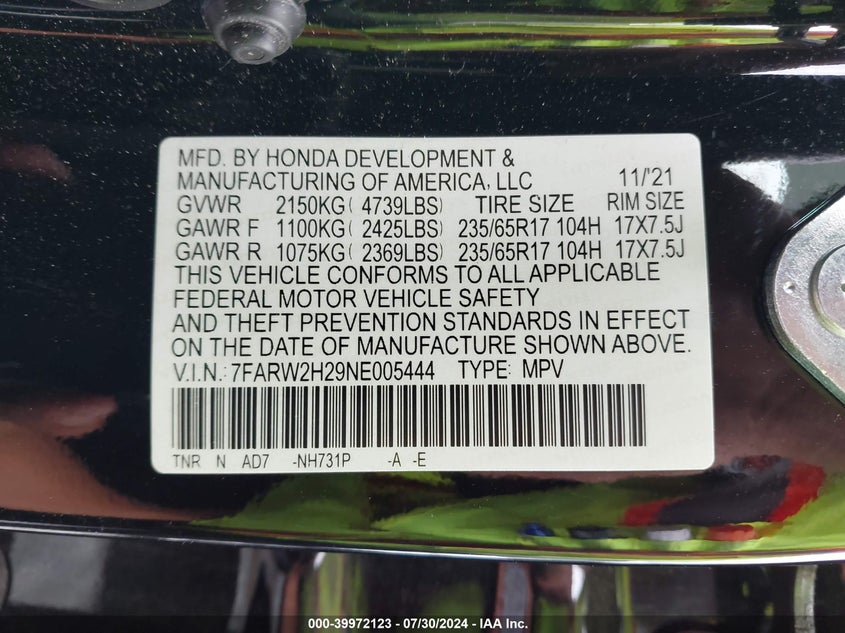 MFD. BY HONDA DEVELOPMENT &
MANUFACTURING OF AMERICA, LLC 11/'21
GVWR 2150KG( 4739LBS) TIRE SIZE RIM SIZE
GAWR F 1100KG( 2425LBS) 235/65R17 104H 17X7.5J
GAWR R 1075KG( 2369LBS) 235/65R17 104H 17X7.5J
THIS VEHICLE CONFORMS TO ALL APPLICABLE
FEDERAL MOTOR VEHICLE SAFETY
AND THEFT PREVENTION STANDARDS IN EFFECT
ON THE DATE OF MANUFACTURE SHOWN ABOVE.
V.I.N.: 7FARW2H29NE005444 TYPE: MPV
TNR N AD7 -NH731P -A -E
000-39972123 - 07/30/2024 - IAA, Inc.